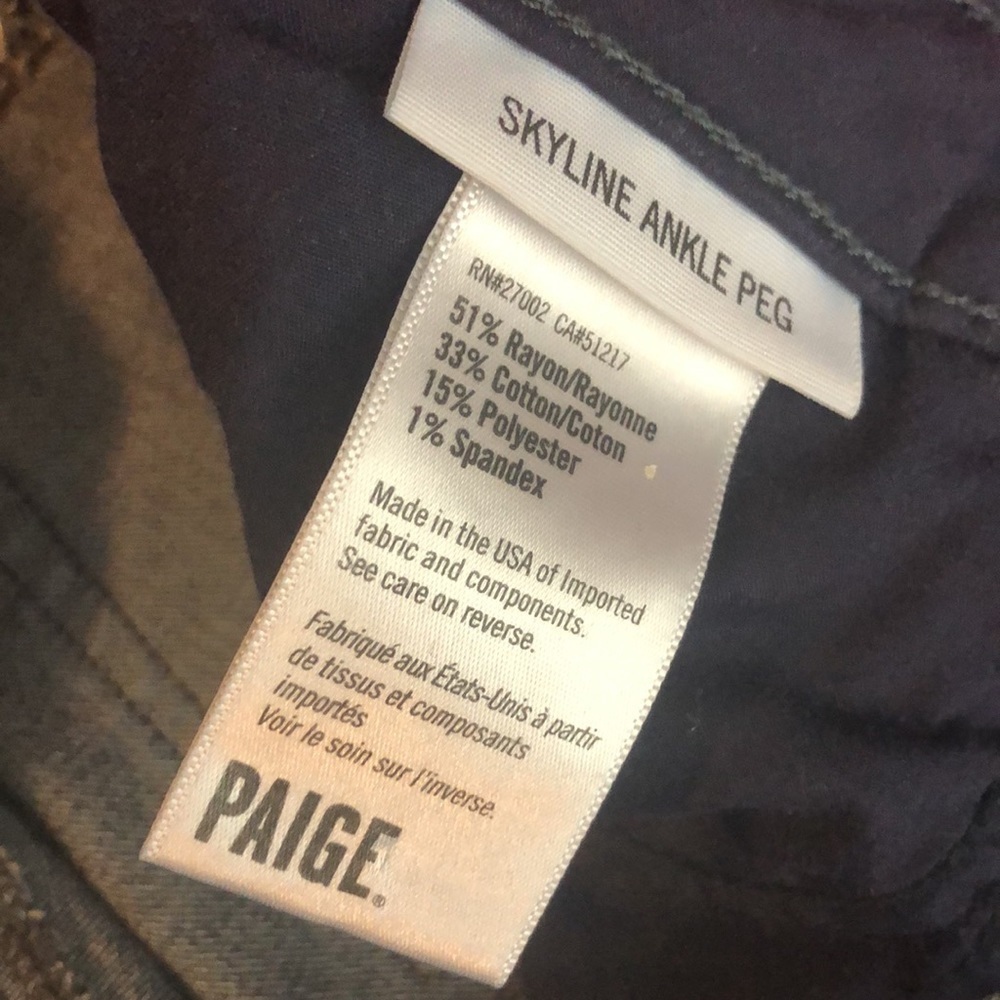 SKYLINE ANKLE PEG
RN#27002 CA#51217
51% Rayon/Rayonne
33% Cotton/Coton
15% Polyester
1% Spandex
Made in the USA of Imported
fabric and components.
See care on reverse.
Fabriqué aux États-Unis à partir
de tissus et composants
importés
Voir le soin sur l'inverse.
PAIGE®